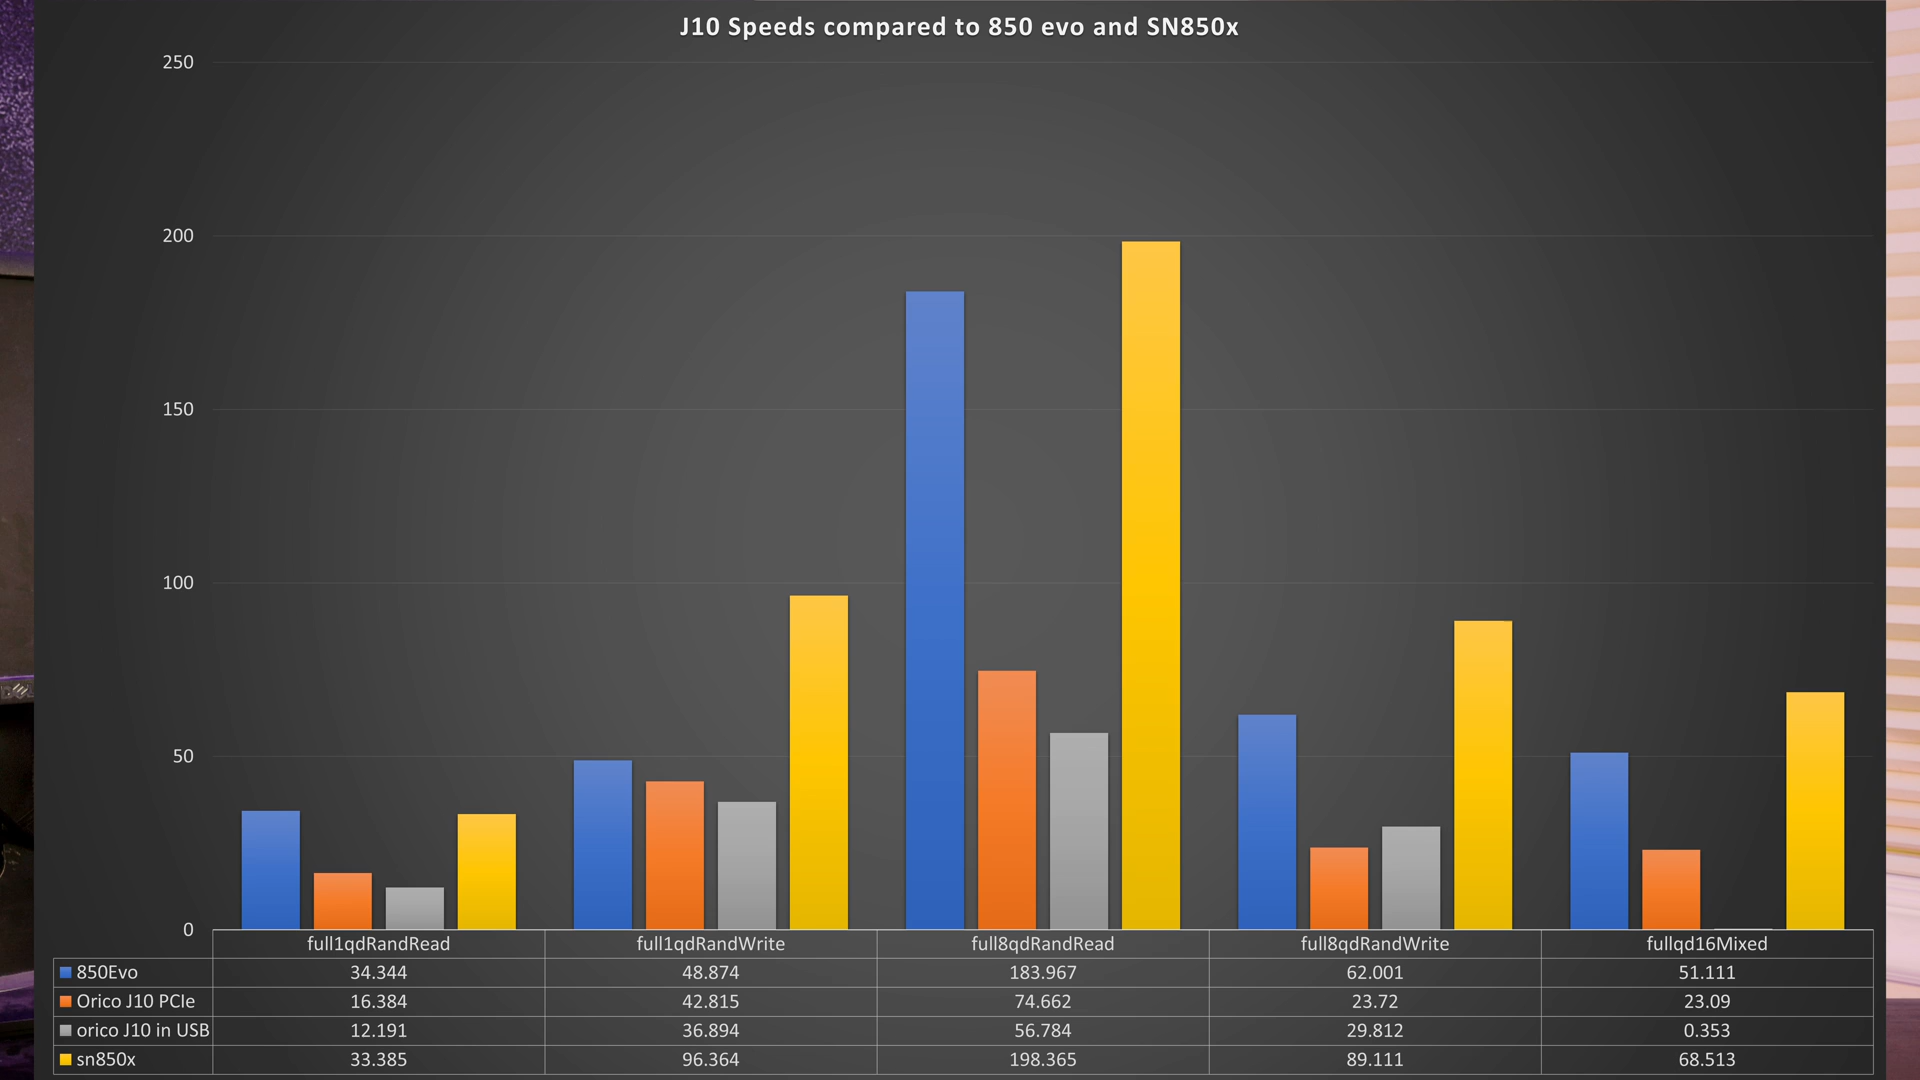 J10 Speeds compared to 850 evo and SN850x
250
200
150
100
50
0
full1qdRandRead full1qdRandWrite full8qdRandRead full8qdRandWrite fullqd16Mixed
850Evo 34.344 48.874 183.967 62.001 51.111
Orico J10 PCIe 16.384 42.815 74.662 23.72 23.09
orico J10 in USB 12.191 36.894 56.784 29.812 0.353
sn850x 33.385 96.364 198.365 89.111 68.513